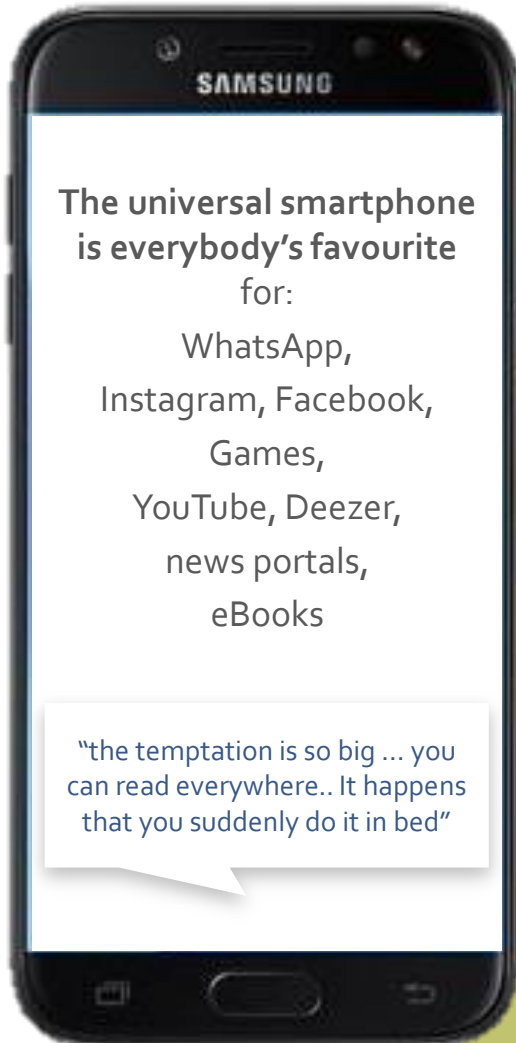 SAMSUNG
The universal smartphone
is everybody's favourite
for:
WhatsApp,
Instagram, Facebook,
Games,
YouTube, Deezer,
news portals,
eBooks
“the temptation is so big … you
can read everywhere.. It happens
that you suddenly do it in bed”